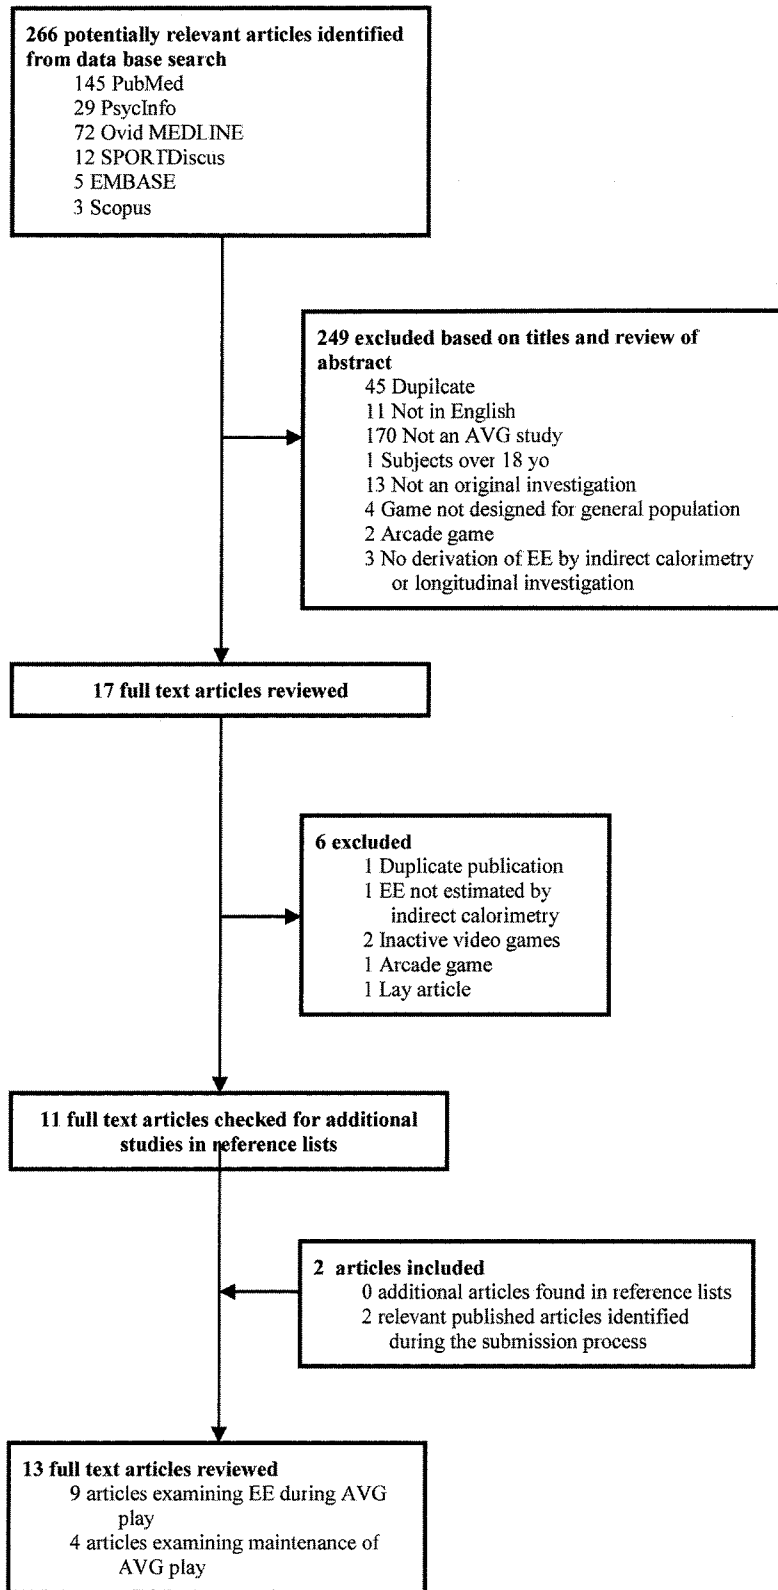 266 potentially relevant articles identified
from data base search
145 PubMed
29 PsycInfo
72 Ovid MEDLINE
12 SPORTDiscus
5 EMBASE
3 Scopus
249 excluded based on titles and review of
abstract
45 Dupilcate
11 Not in English
170 Not an AVG study
1 Subjects over 18 yo
13 Not an original investigation
4 Game not designed for general population
2 Arcade game
3 No derivation of EE by indirect calorimetry
or longitudinal investigation
17 full text articles reviewed
6 excluded
1 Duplicate publication
1 EE not estimated by
indirect calorimetry
2 Inactive video games
1 Arcade game
1 Lay article
11 full text articles checked for additional
studies in reference lists
2 articles included
0 additional articles found in reference lists
2 relevant published articles identified
during the submission process
13 full text articles reviewed
9 articles examining EE during AVG
play
4 articles examining maintenance of
AVG play